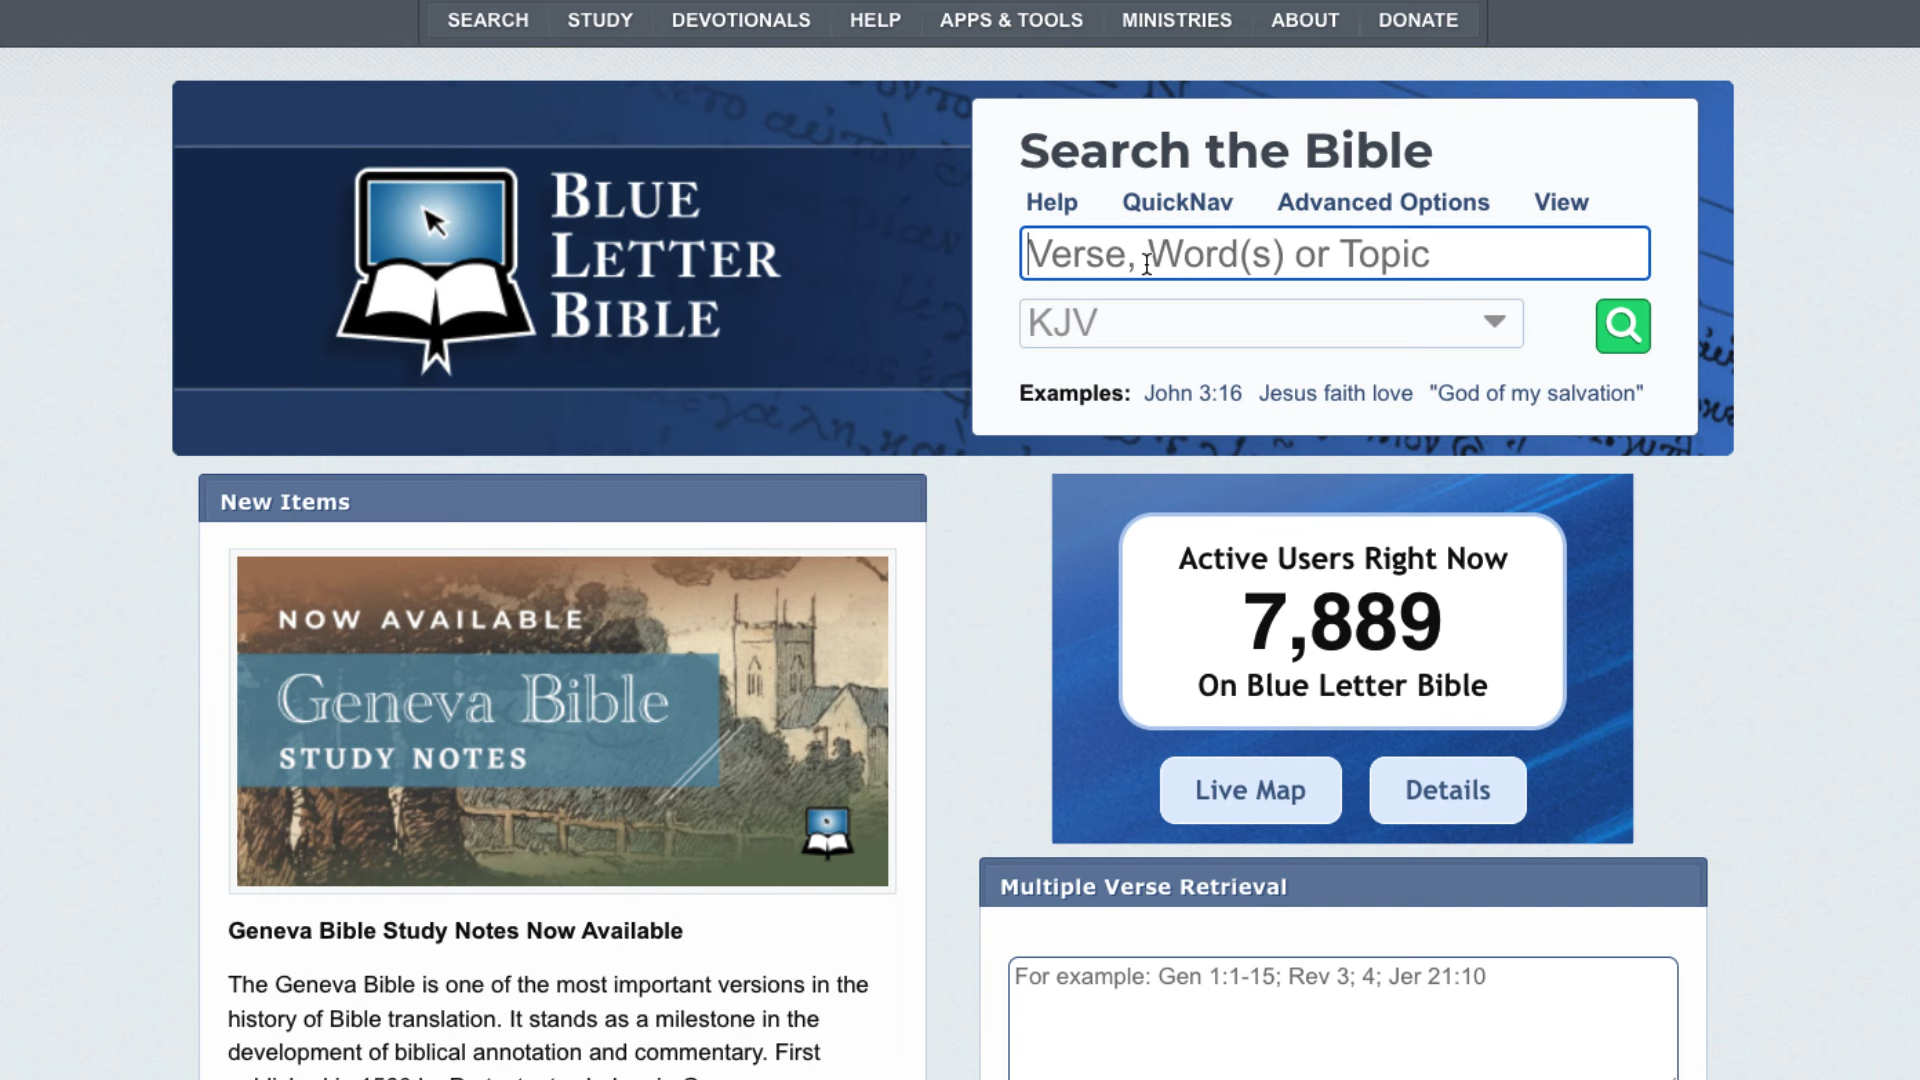 SEARCH STUDY DEVOTIONALS HELP APPS & TOOLS MINISTRIES ABOUT DONATE
BLUE
LETTER
BIBLE
Search the Bible
Help QuickNav Advanced Options View
Verse, Word(s) or Topic
KJV
Examples: John 3:16 Jesus faith love "God of my salvation"
New Items
NOW AVAILABLE
Geneva Bible
STUDY NOTES
Geneva Bible Study Notes Now Available
The Geneva Bible is one of the most important versions in the
history of Bible translation. It stands as a milestone in the
development of biblical annotation and commentary. First
Active Users Right Now
7,889
On Blue Letter Bible
Live Map Details
Multiple Verse Retrieval
For example: Gen 1:1-15; Rev 3; 4; Jer 21:10